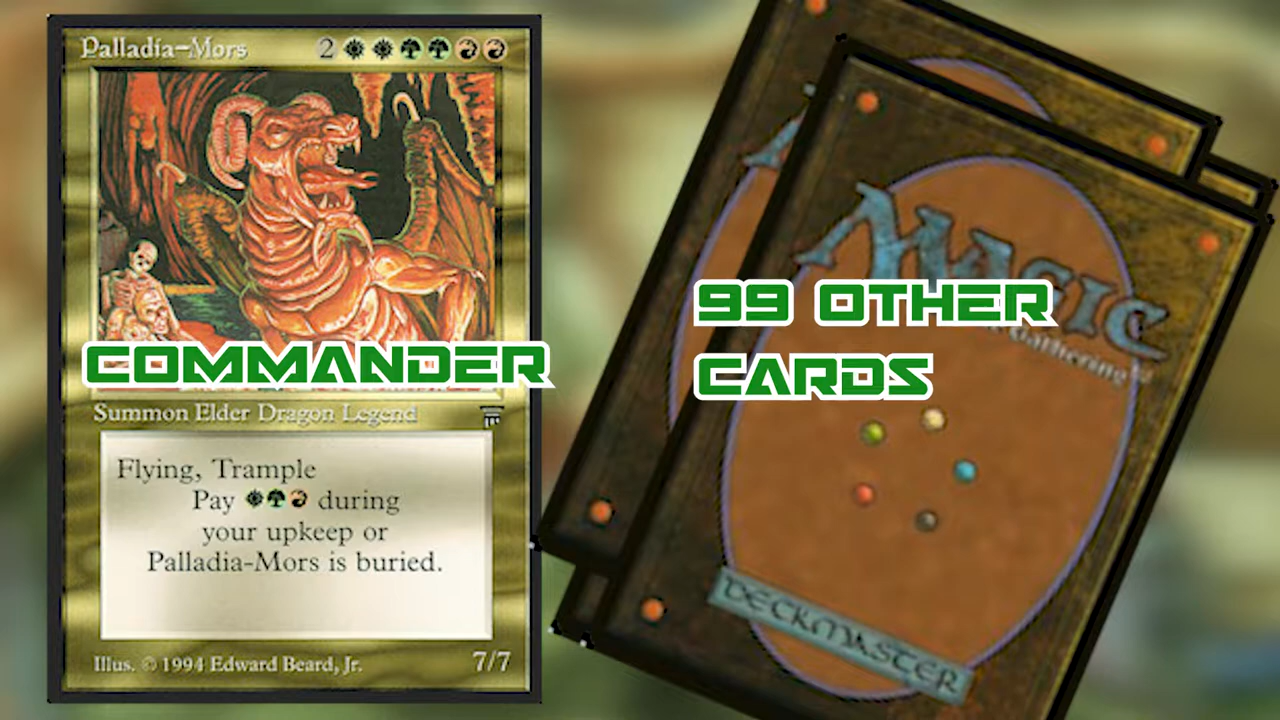 Palladia-Mors 2
COMMANDER
Summon Elder Dragon Legend
Flying, Trample
Pay during
your upkeep or
Palladia-Mors is buried.
Illus. © 1994 Edward Beard, Jr. 7/7
99 OTHER
CARDS
MAGIC
Gathering
DECKMASTER